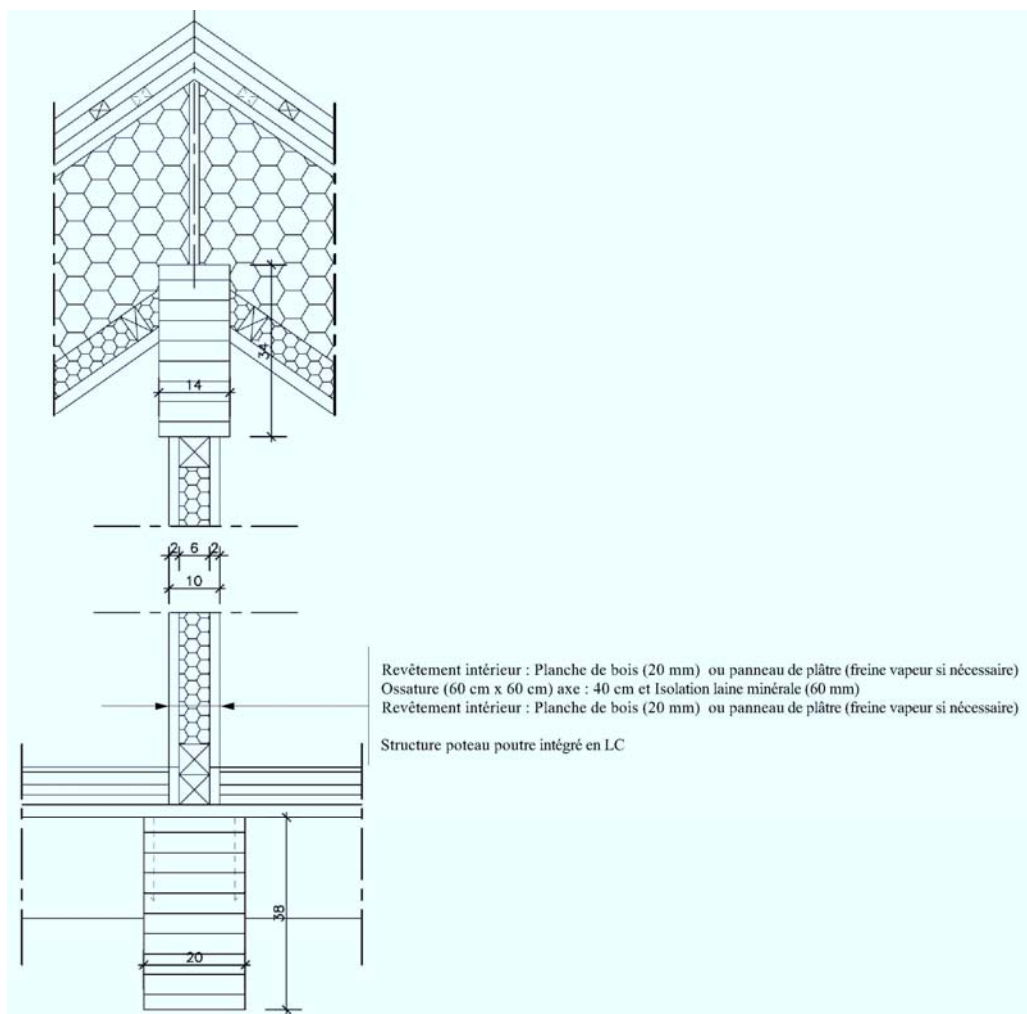 34
14
2 6 2
10
Revêtement intérieur : Planche de bois (20 mm) ou panneau de plâtre (freine vapeur si nécessaire)
Ossature (60 cm x 60 cm) axe : 40 cm et Isolation laine minérale (60 mm)
Revêtement intérieur : Planche de bois (20 mm) ou panneau de plâtre (freine vapeur si nécessaire)
Structure poteau poutre intégré en LC
38
20